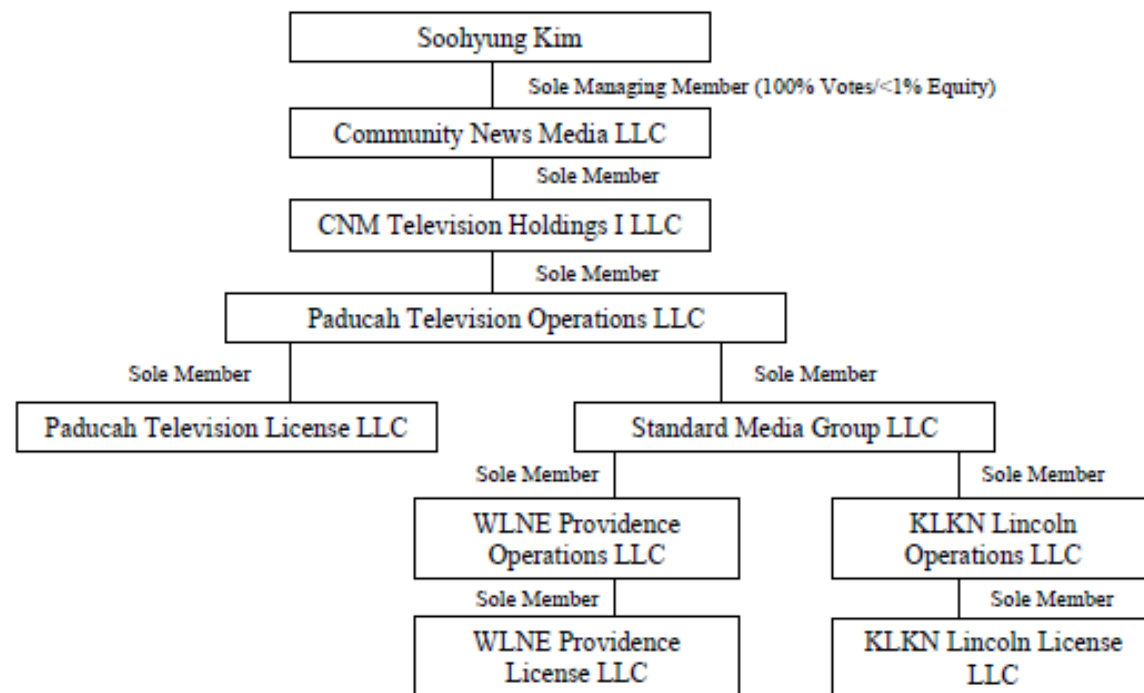 Soohyung Kim
Sole Managing Member (100% Votes/<1% Equity)
Community News Media LLC
Sole Member
CNM Television Holdings I LLC
Sole Member
Paducah Television Operations LLC
Sole Member
Sole Member
Paducah Television License LLC
Standard Media Group LLC
Sole Member
Sole Member
WLNE Providence
Operations LLC
KLKN Lincoln
Operations LLC
Sole Member
Sole Member
WLNE Providence
License LLC
KLKN Lincoln License
LLC